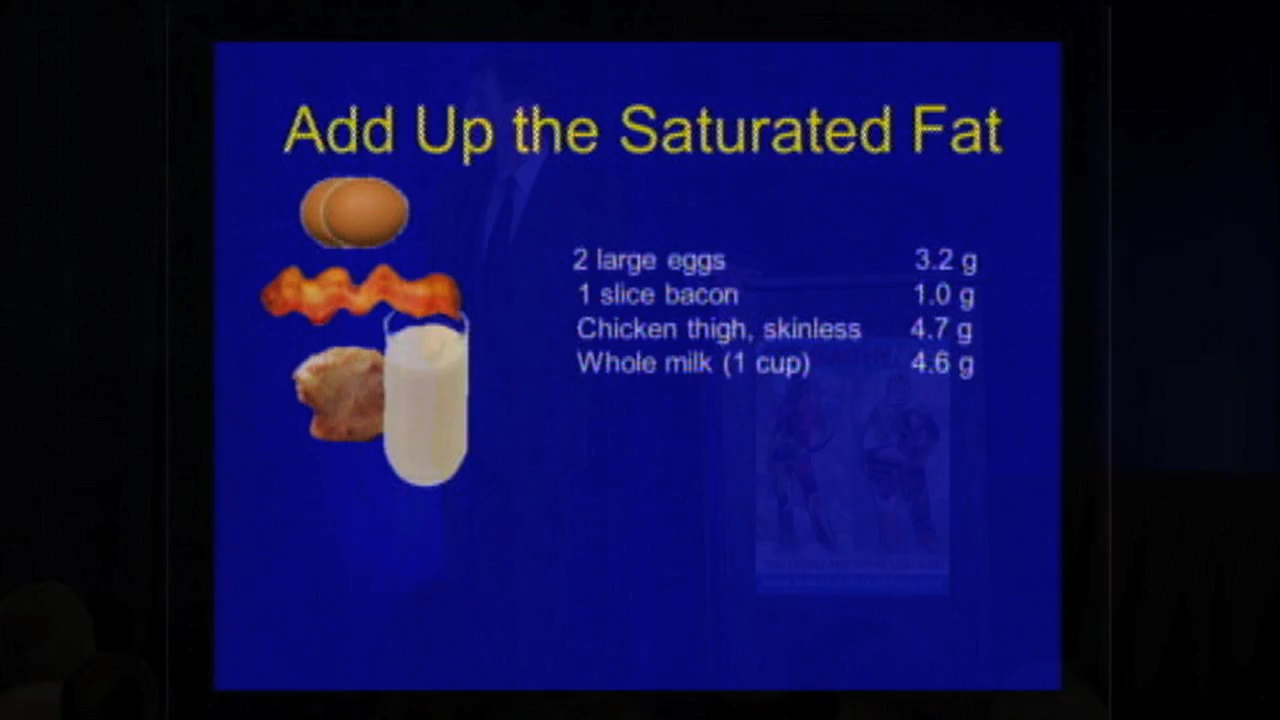 Add Up the Saturated Fat
2 large eggs 3.2 g
1 slice bacon 1.0 g
Chicken thigh, skinless 4.7 g
Whole milk (1 cup) 4.6 g